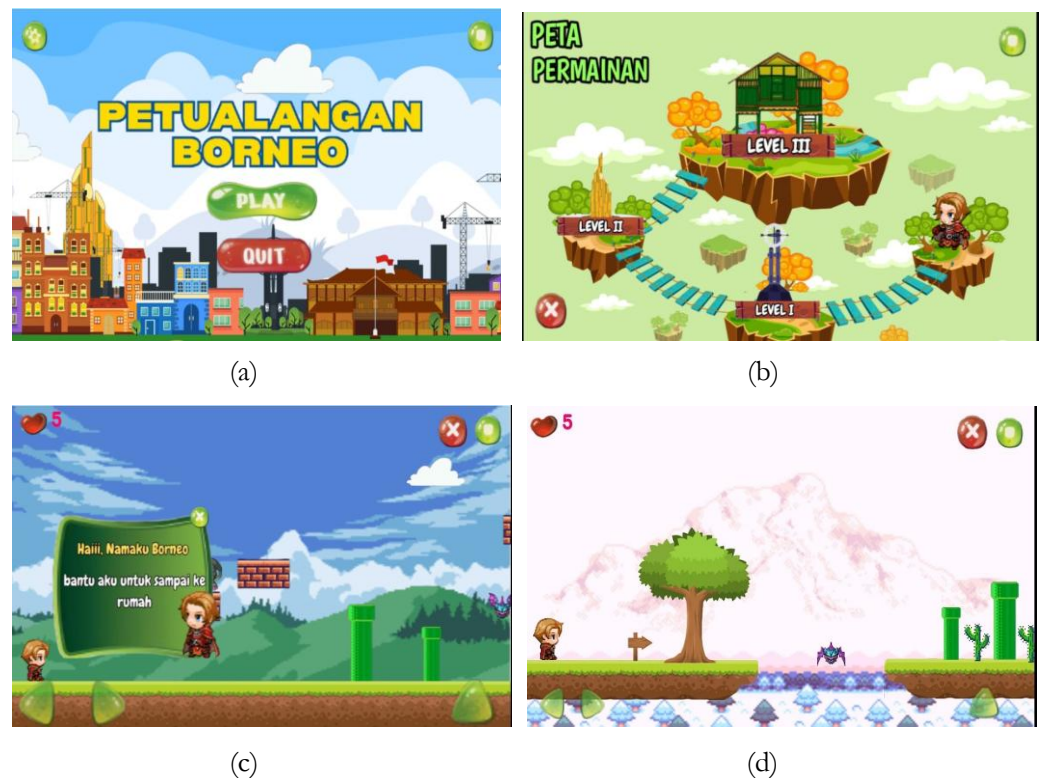 PETUALANGAN
BORNEO
PLAY
QUIT
(a)
PETA
PERMAINAN
LEVEL III
LEVEL II
LEVEL I
(b)
5
Haiii, Namaku Borneo
bantu aku untuk sampai ke
rumah
(c)
5
(d)